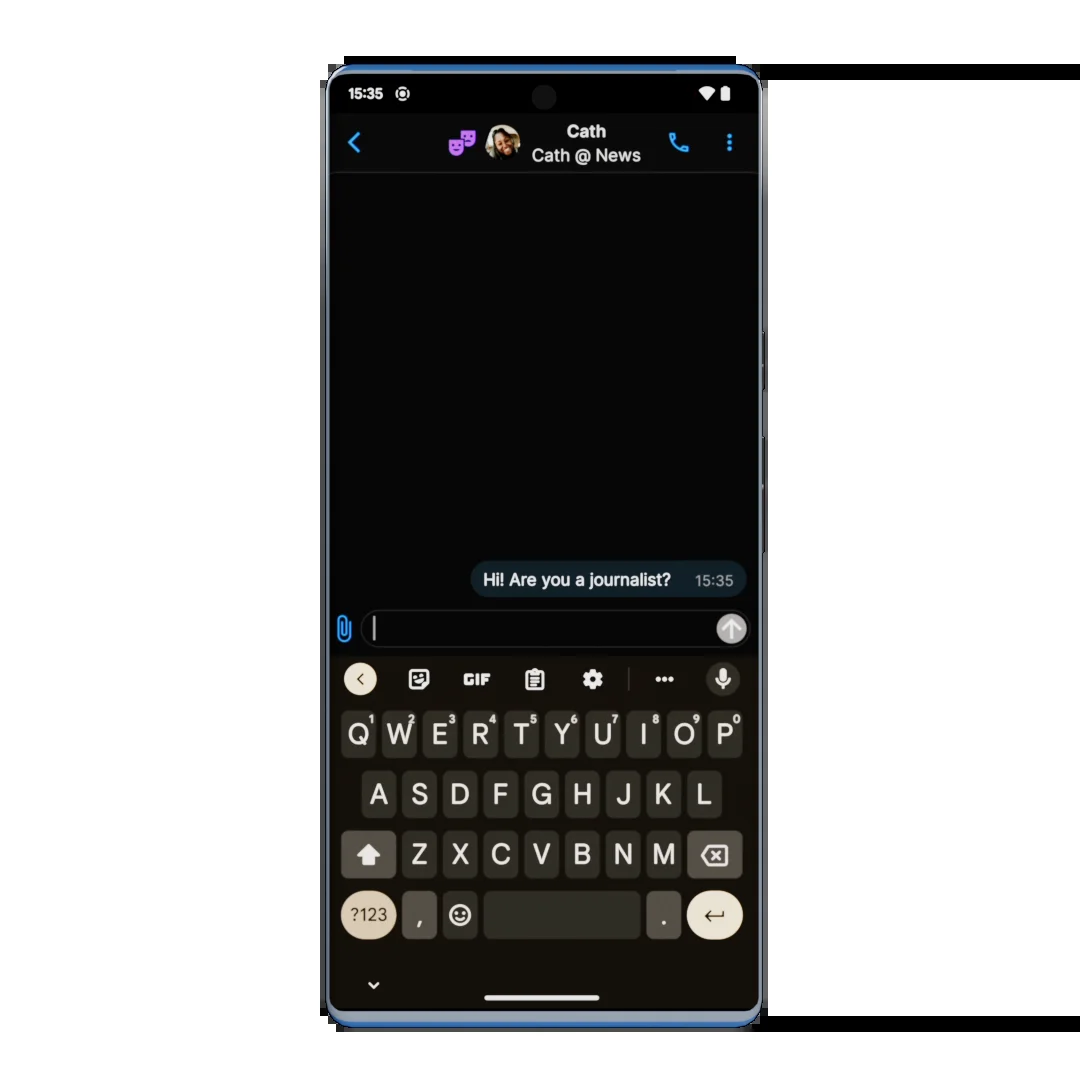 15:35
Cath
Cath @ News
Hi! Are you a journalist? 15:35
GIF
Q1 W2 E3 R4 T5 Y6 U7 I8 O9 P0
A S D F G H J K L
Z X C V B N M
?123 , .